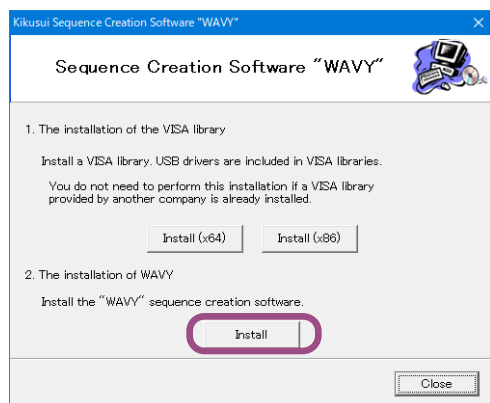 Kikusui Sequence Creation Software "WAVY"
Sequence Creation Software "WAVY"
1. The installation of the VISA library
Install a VISA library. USB drivers are included in VISA libraries.
You do not need to perform this installation if a VISA library
provided by another company is already installed.
Install (x64) Install (x86)
2. The installation of WAVY
Install the "WAVY" sequence creation software.
Install
Close